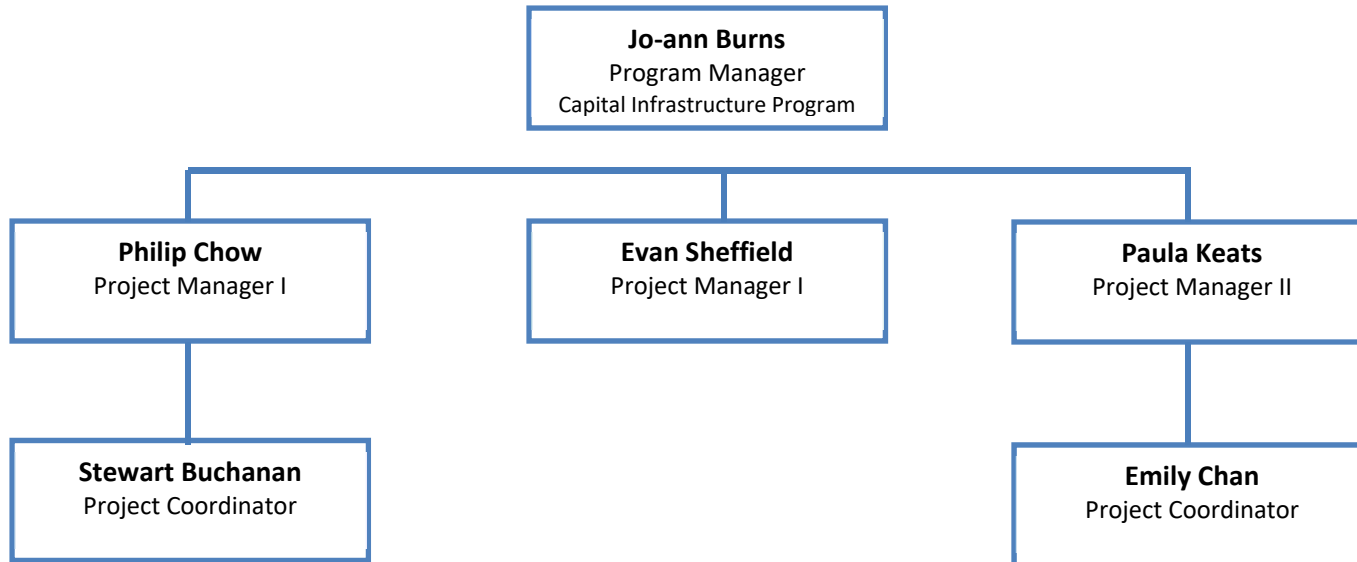 Jo-ann Burns
Program Manager
Capital Infrastructure Program
Philip Chow
Project Manager I
Evan Sheffield
Project Manager I
Paula Keats
Project Manager II
Stewart Buchanan
Project Coordinator
Emily Chan
Project Coordinator